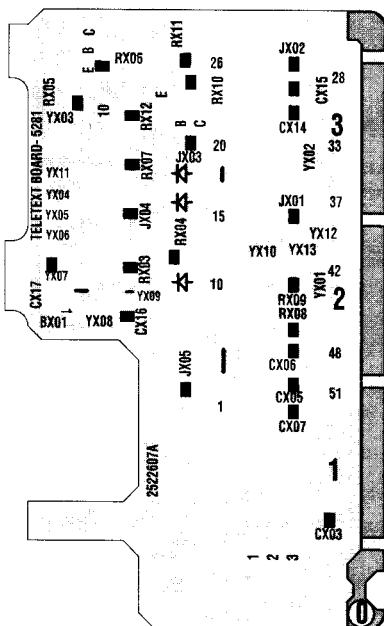 RX11
JX02
C
B
E
RX06
26
28
RX05
YX03
10
E
RX10
CX15
RX12
B
C
CX14
3
TELETEXT BOARD- 5281
20
33
JX03
YX02
YX11
RX07
YX04
37
YX05
JX04
15
JX01
YX06
RX04
YX12
YX10
YX13
YX07
RX03
42
CX17
10
YX01
YX09
RX09
2
1
BX01
YX08
CX16
RX08
48
JX05
CX06
51
CX05
1
CX07
2522607A
1
CX03
1
2
3
0